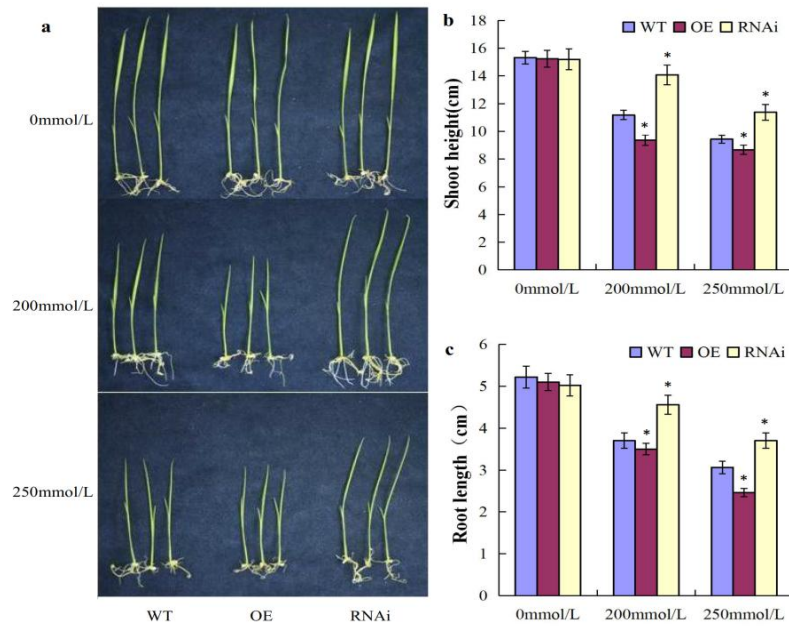 a
0mmol/L
200mmol/L
250mmol/L
WT OE RNAi
b
WT OE RNAi
Shoot height(cm)
18
16
14
12
10
8
6
4
2
0
* * * *
0mmol/L 200mmol/L 250mmol/L
c
WT OE RNAi
Root length（cm）
6
5
4
3
2
1
0
* * * *
0mmol/L 200mmol/L 250mmol/L